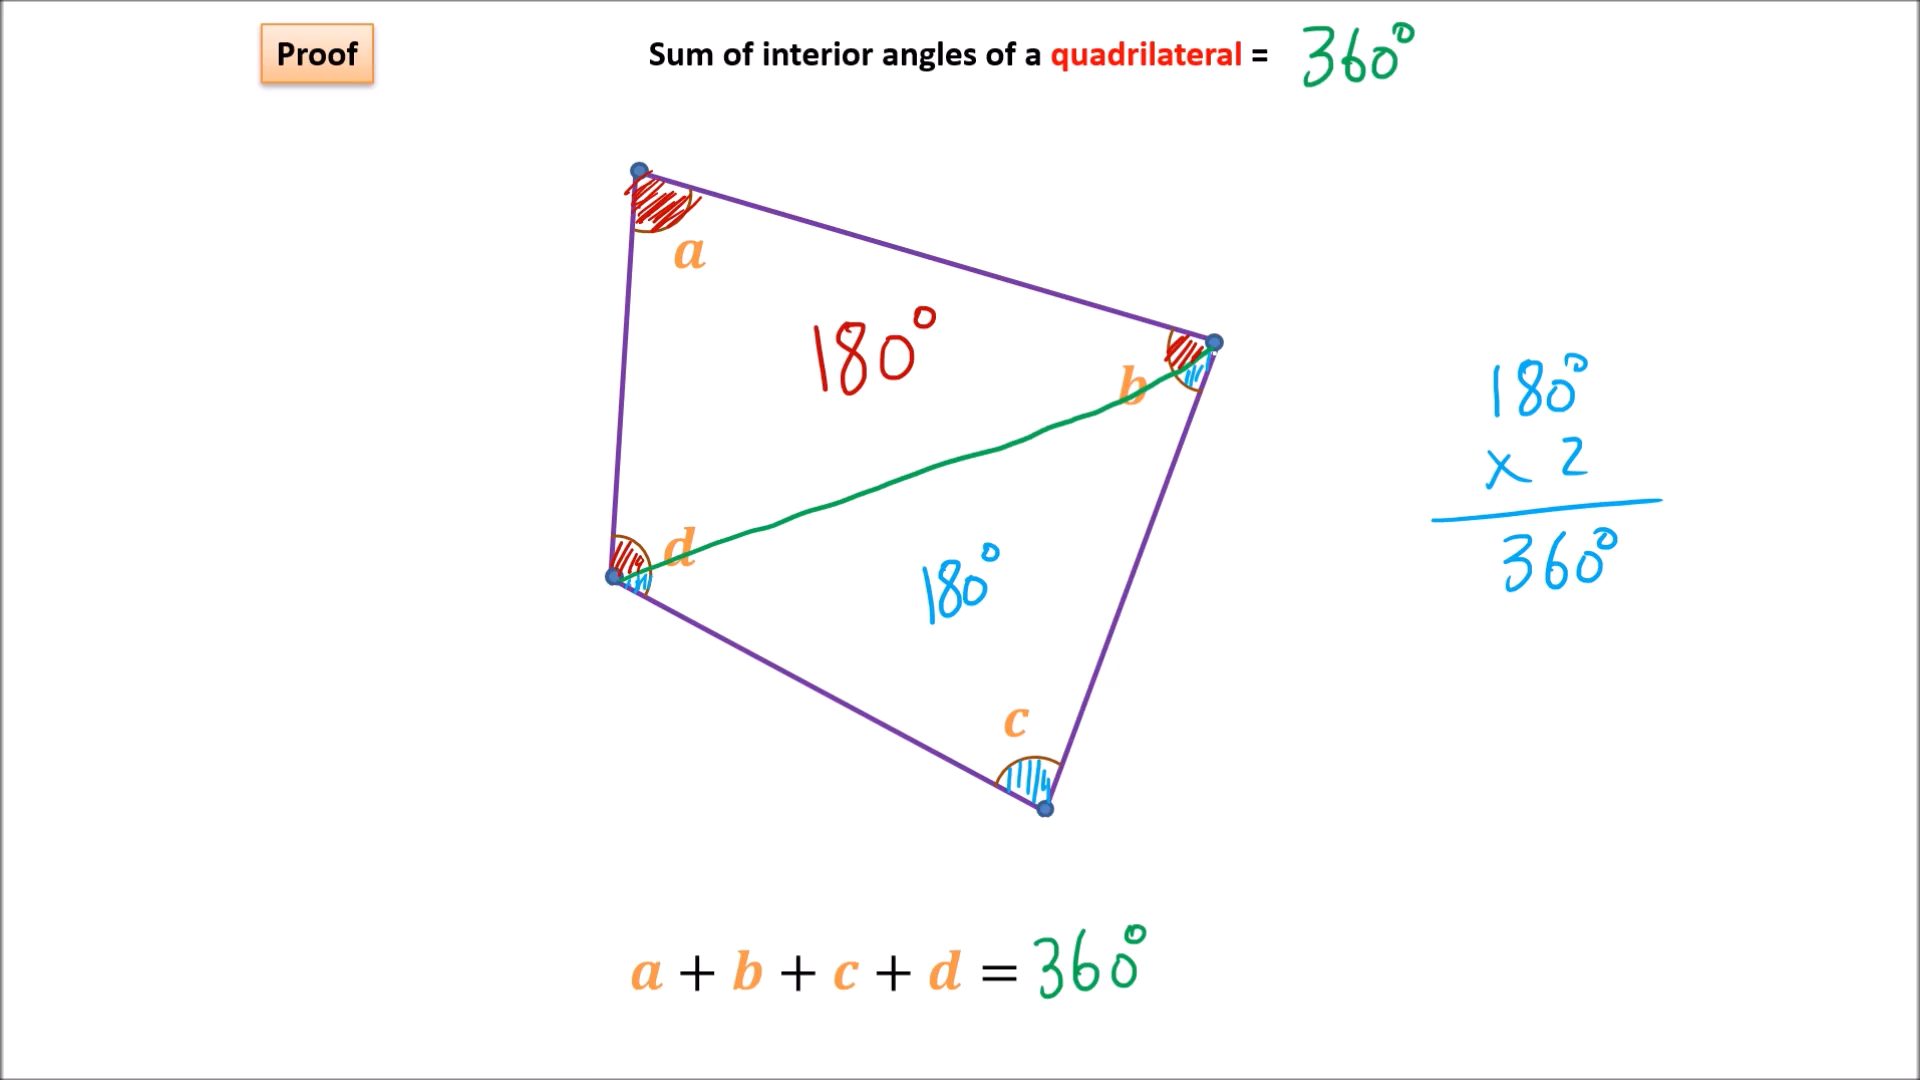 Proof
Sum of interior angles of a quadrilateral = 360°
a
180°
b
d
180°
c
180°
x 2
360°
a + b + c + d = 360°